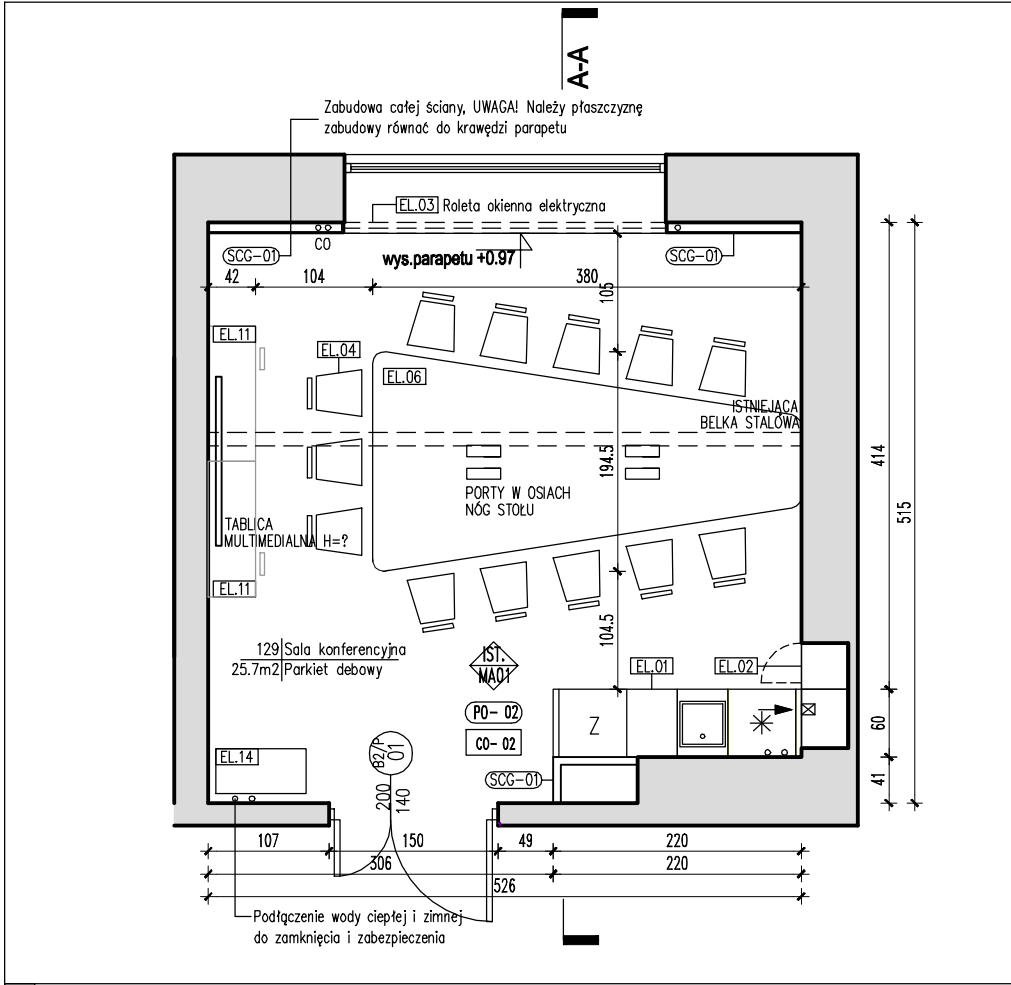 A-A
Zabudowa całej ściany, UWAGA! Należy płaszczyznę
zabudowy równać do krawędzi parapetu
EL.03 Roleta okienna elektryczna
CO
SCG-01
wys.parapetu +0.97
SCG-01
42
104
380
105
EL.11
EL.04
EL.06
ISTNIEJĄCA
BELKA STALOWA
194.5
414
515
PORTY W OSIACH
NÓG STOŁU
TABLICA
MULTIMEDIALNA H=?
EL.11
104.5
129 Sala konferencyjna
25.7m2 Parkiet debowy
IST.
MA01
EL.01
EL.02
PO- 02
CO- 02
Z
60
EL.14
B2/P
01
SCG-01
200
140
41
107
150
49
220
306
220
526
Podłączenie wody ciepłej i zimnej
do zamknięcia i zabezpieczenia